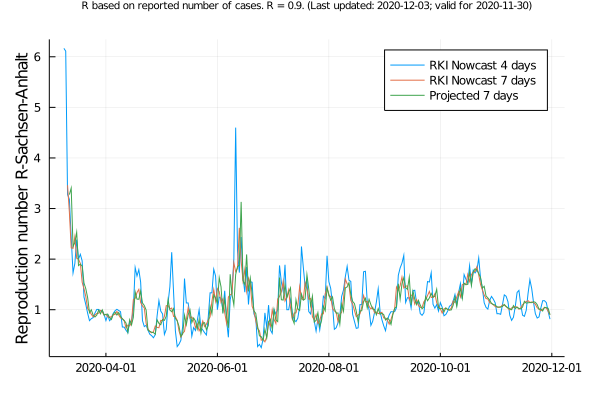 R based on reported number of cases. R = 0.9. (Last updated: 2020-12-03; valid for 2020-11-30)
Reproduction number R-Sachsen-Anhalt
6
5
4
3
2
1
RKI Nowcast 4 days
RKI Nowcast 7 days
Projected 7 days
2020-04-01
2020-06-01
2020-08-01
2020-10-01
2020-12-01